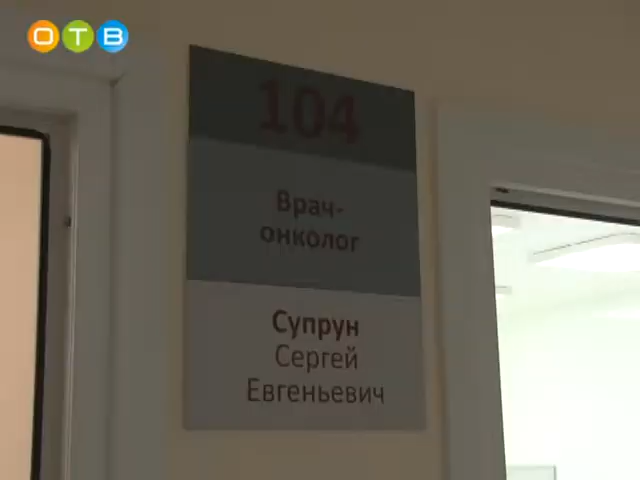 ОТВ
104
Врач-
онколог
Супрун
Сергей
Евгеньевич